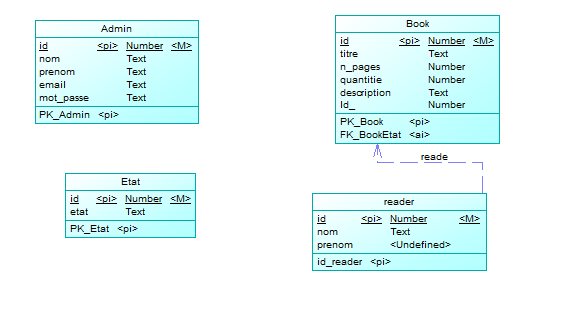 Admin
id <pi> Number <M>
nom Text
prenom Text
email Text
mot_passe Text
PK_Admin <pi>
Book
id <pi> Number <M>
titre Text
n_pages Number
quantitie Number
description Text
Id_ Number
PK_Book <pi>
FK_BookEtat <ai>
reade
Etat
id <pi> Number <M>
etat Text
PK_Etat <pi>
reader
id <pi> Number <M>
nom Text
prenom <Undefined>
id_reader <pi>